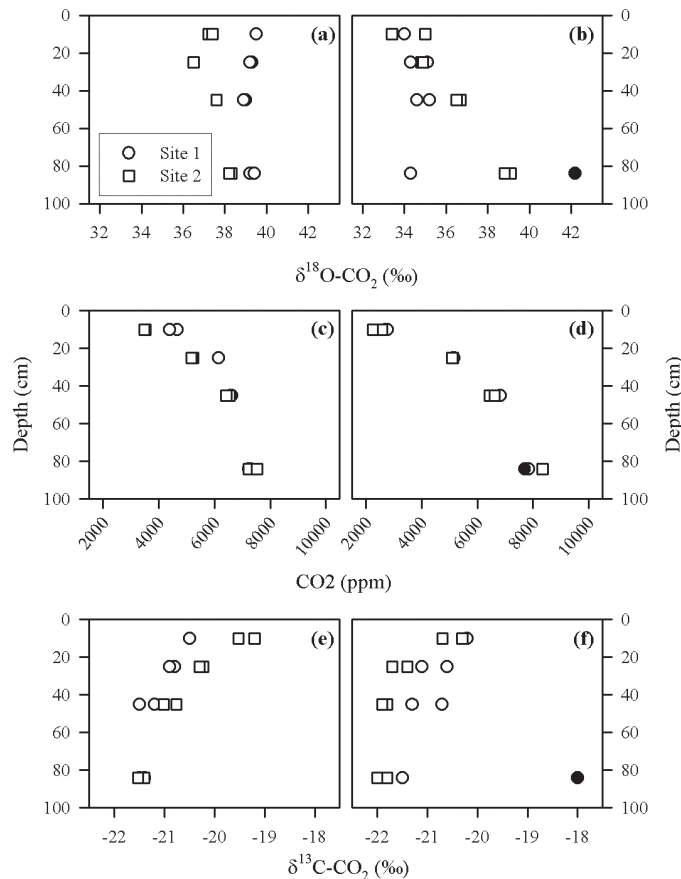 0 (a) (b) 0
20 20
40 40
60 60
80 80
100 100
Site 1
Site 2
32 34 36 38 40 42 32 34 36 38 40 42
δ¹⁸O-CO₂ (‰)
0 (c) (d) 0
20 20
40 40
60 60
80 80
100 100
Depth (cm) Depth (cm)
2000 4000 6000 8000 10000 2000 4000 6000 8000 10000
CO2 (ppm)
0 (e) (f) 0
20 20
40 40
60 60
80 80
100 100
-22 -21 -20 -19 -18 -22 -21 -20 -19 -18
δ¹³C-CO₂ (‰)